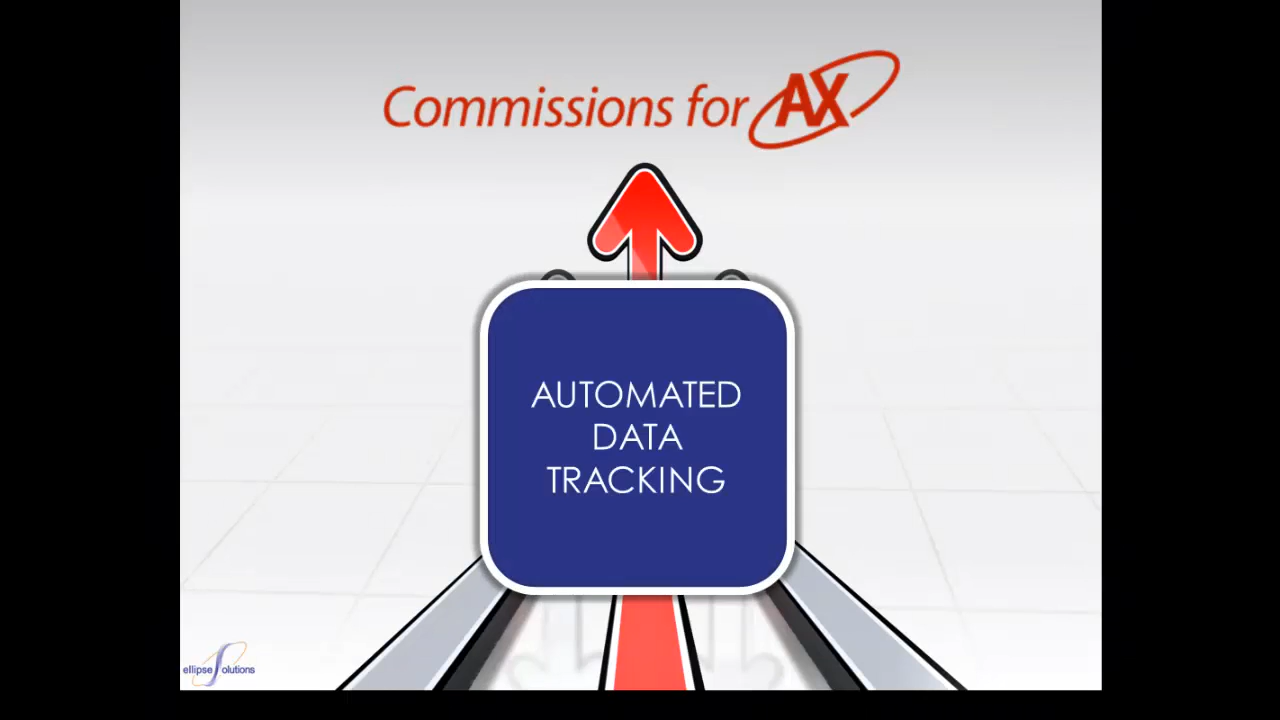 Commissions for AX
AUTOMATED
DATA
TRACKING
ellipse Solutions